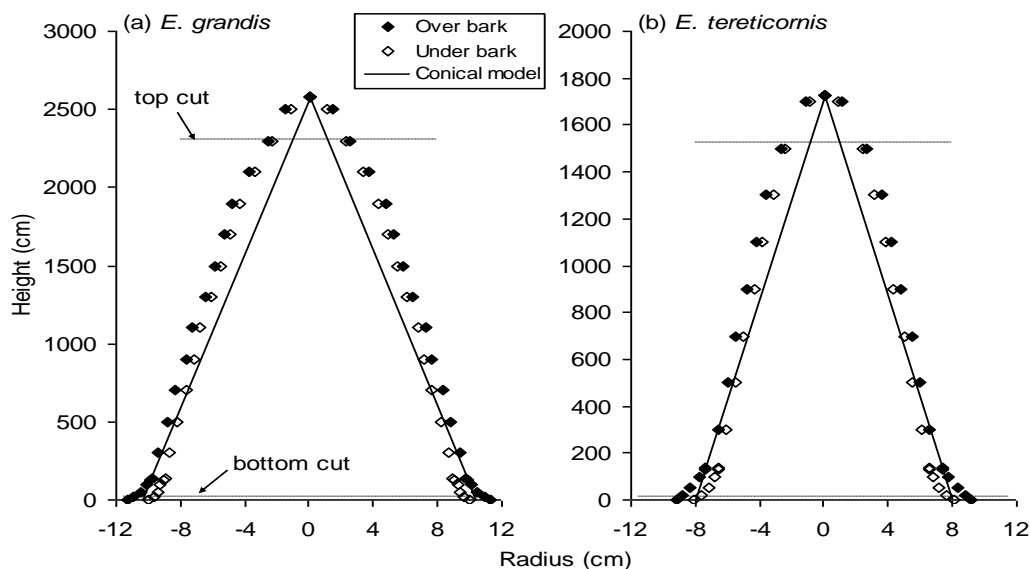 (a) E. grandis
Over bark
Under bark
Conical model
(b) E. tereticornis
3000
2500
2000
1500
1000
500
0
Height (cm)
top cut
bottom cut
-12 -8 -4 0 4 8 12
2000
1800
1600
1400
1200
1000
800
600
400
200
0
-12 -8 -4 0 4 8 12
Radius (cm)